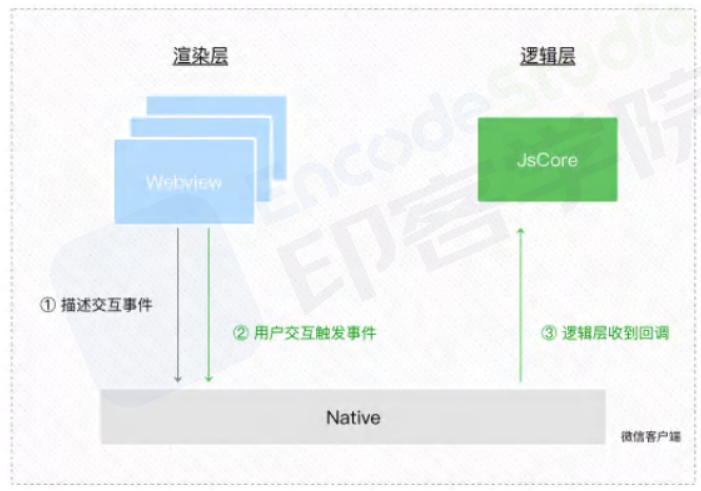 渲染层
逻辑层
Webview
JsCore
① 描述交互事件
② 用户交互触发事件
③ 逻辑层收到回调
Native
微信客户端
EncodeStudio
印客学院